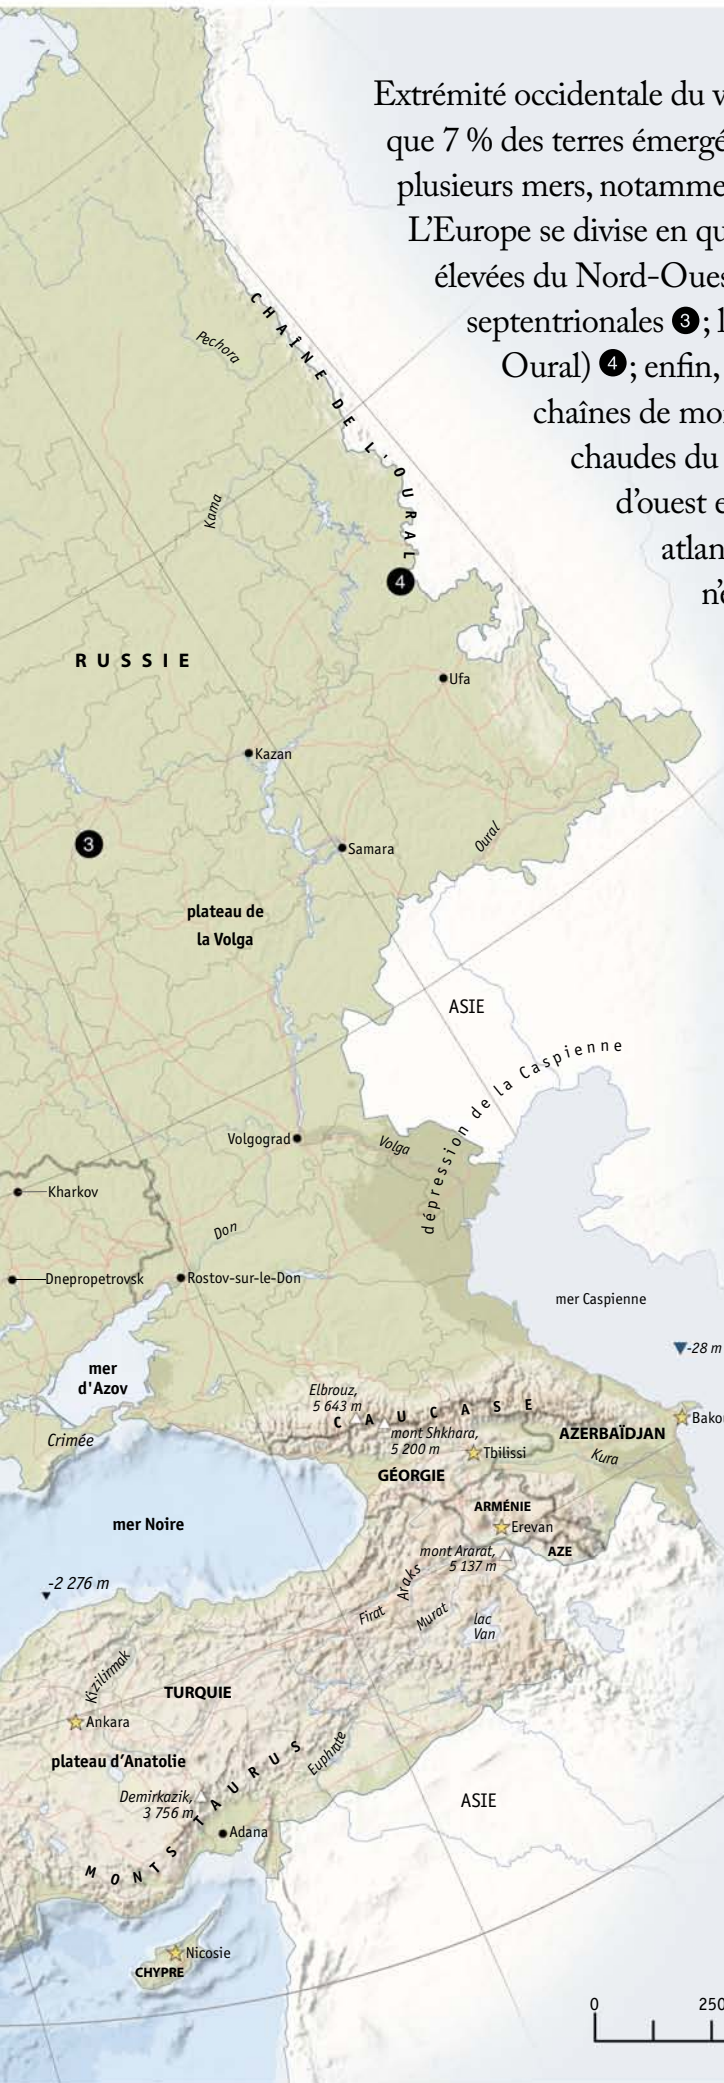 Extrémité occidentale du v
que 7 % des terres émergé
plusieurs mers, notamme
L’Europe se divise en qu
élevées du Nord-Oues
septentrionales 3 ; l
Oural) 4 ; enfin,
chaînes de mo
chaudes du
d’ouest e
atlan
n’
CHAÎNE DE L'OURAL
Pechora
Kama
4
RUSSIE
Ufa
Kazan
3
Samara
Oural
plateau de
la Volga
ASIE
dépression de la Caspienne
Volgograd
Volga
Kharkov
Don
Dnepropetrovsk
Rostov-sur-le-Don
mer Caspienne
-28 m
mer
d'Azov
Elbrouz,
5 643 m
CAUCASE
Bako
Crimée
mont Shkhara,
5 200 m
AZERBAÏDJAN
Tbilissi
Kura
GÉORGIE
ARMÉNIE
mer Noire
Erevan
mont Ararat,
5 137 m
AZE
-2 276 m
Araks
Firat
Murat
lac
Van
Kizilirmak
TURQUIE
Ankara
plateau d’Anatolie
Euphrate
Demirkazik,
3 756 m
MONTS TAURUS
ASIE
Adana
Nicosie
CHYPRE
0 250